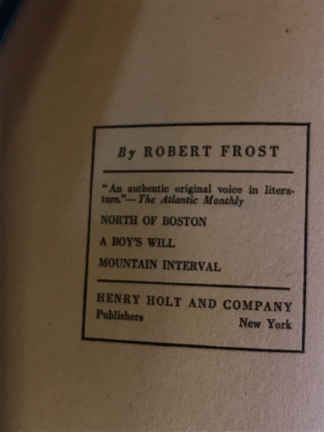 By ROBERT FROST
"An authentic original voice in litera-
ture."—The Atlantic Monthly
NORTH OF BOSTON
A BOY'S WILL
MOUNTAIN INTERVAL
HENRY HOLT AND COMPANY
Publishers New York